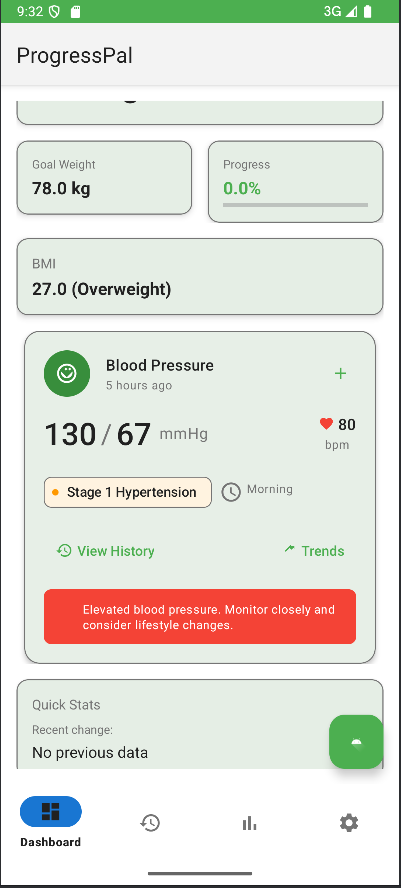 9:32
3G
ProgressPal
Goal Weight
78.0 kg
Progress
0.0%
BMI
27.0 (Overweight)
Blood Pressure
5 hours ago
+
130 / 67 mmHg
80
bpm
Stage 1 Hypertension
Morning
View History
Trends
Elevated blood pressure. Monitor closely and
consider lifestyle changes.
Quick Stats
Recent change:
No previous data
Dashboard